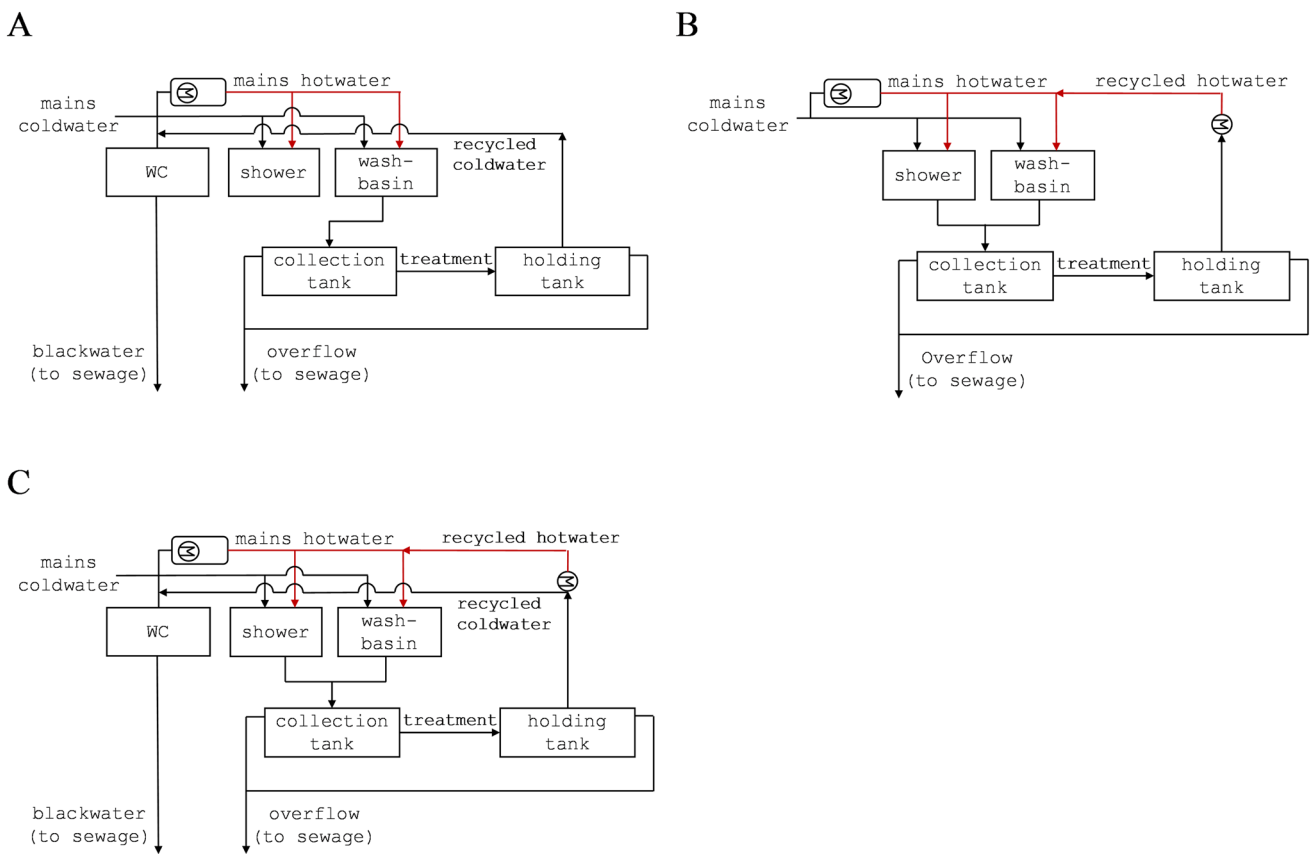 A
mains hotwater
mains
coldwater
recycled
coldwater
WC
shower
wash-
basin
collection
tank
treatment
holding
tank
blackwater
(to sewage)
overflow
(to sewage)
B
mains hotwater
recycled hotwater
mains
coldwater
M
M
shower
wash-
basin
collection
tank
treatment
holding
tank
Overflow
(to sewage)
C
mains hotwater
recycled hotwater
mains
coldwater
M
M
recycled
coldwater
WC
shower
wash-
basin
collection
tank
treatment
holding
tank
blackwater
(to sewage)
overflow
(to sewage)